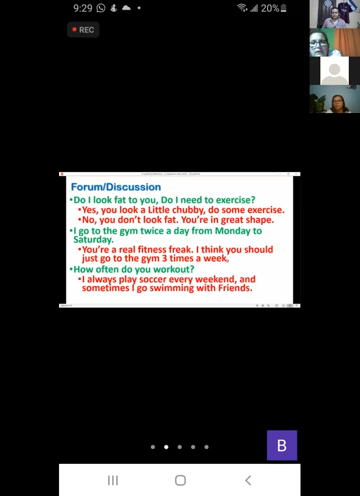 9:29
20%
REC
Forum/Discussion
•Do I look fat to you, Do I need to exercise?
•Yes, you look a Little chubby, do some exercise.
•No, you don't look fat. You're in great shape.
•I go to the gym twice a day from Monday to
Saturday.
•You're a real fitness freak. I think you should
just go to the gym 3 times a week,
•How often do you workout?
•I always play soccer every weekend, and
sometimes I go swimming with Friends.
B